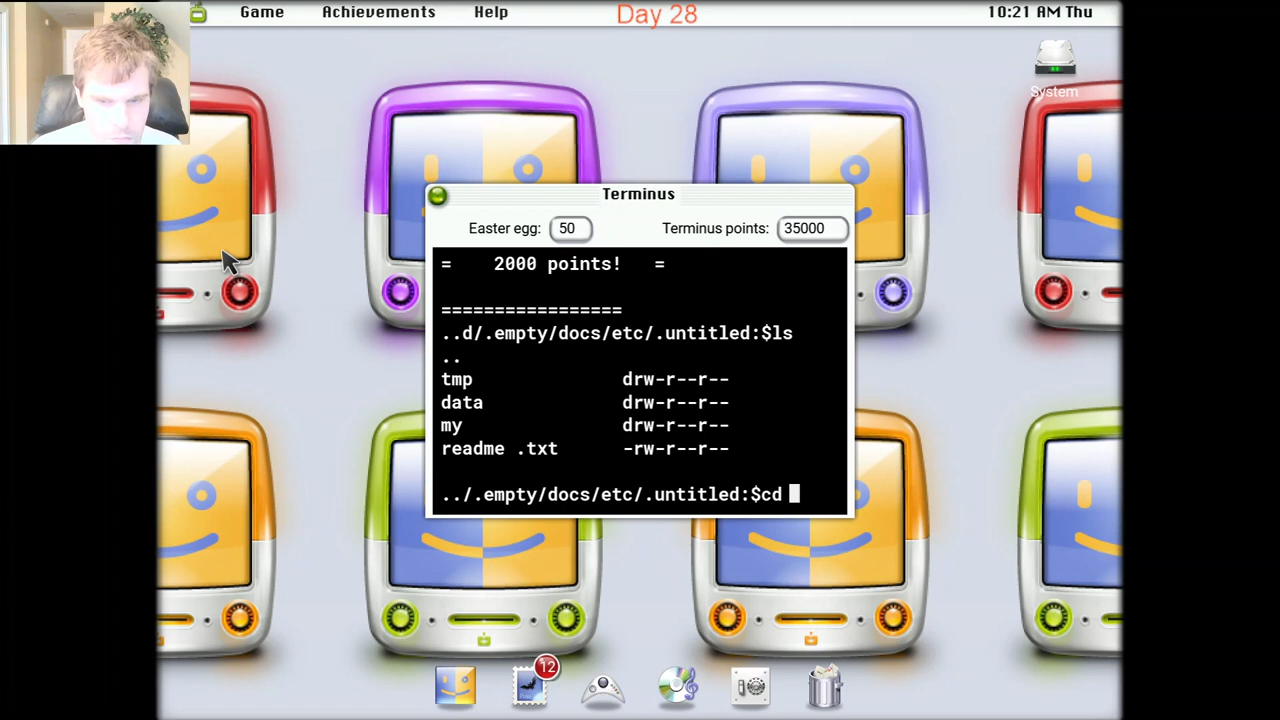 Game Achievements Help Day 28 10:21 AM Thu
System
Terminus
Easter egg: 50 Terminus points: 35000
= 2000 points! =
=================
..d/.empty/docs/etc/.untitled:$ls
..
tmp drw-r--r--
data drw-r--r--
my drw-r--r--
readme .txt -rw-r--r--
../.empty/docs/etc/.untitled:$cd
12